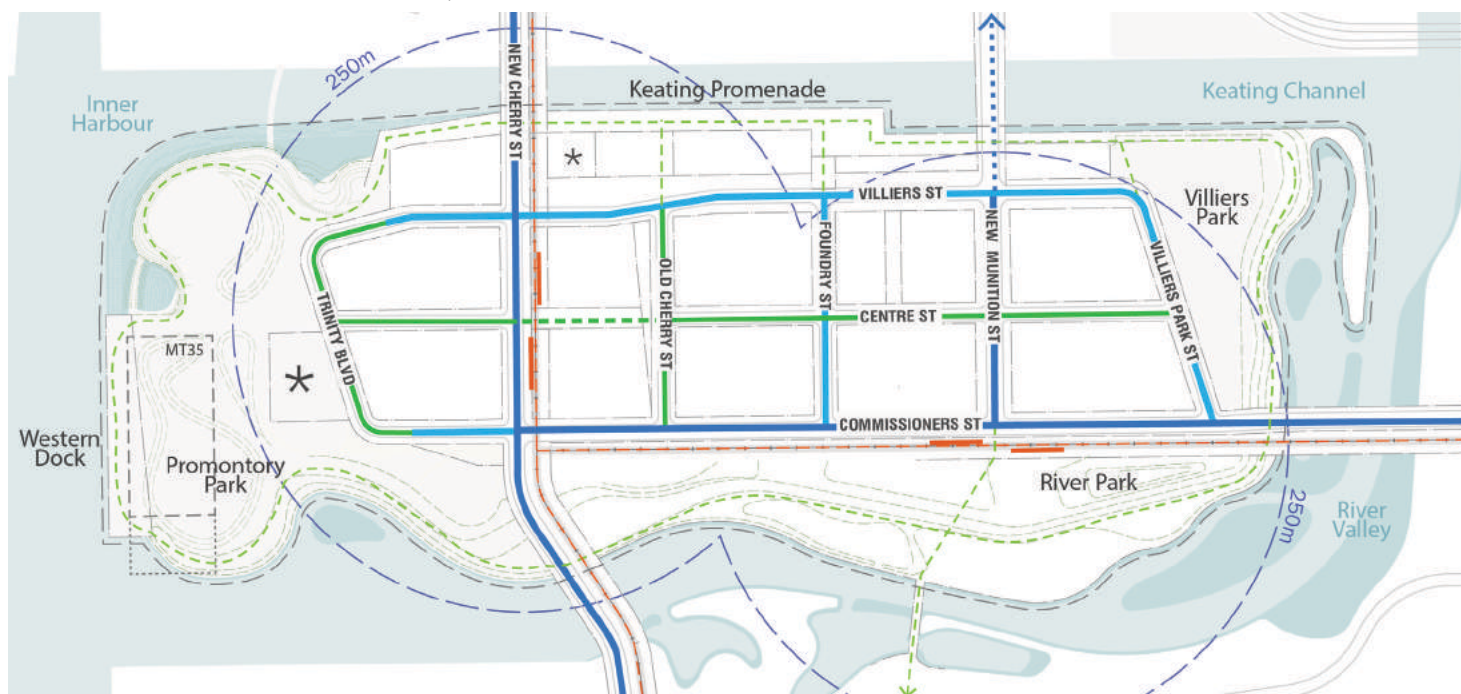 250m
NEW CHERRY ST
Keating Promenade
Inner
Harbour
Keating Channel
*
VILLIERS ST
Villiers
Park
TRINITY BLVD
OLD CHERRY ST
FOUNDRY ST
NEW MUNITION ST
VILLIERS PARK ST
CENTRE ST
MT35
*
COMMISSIONERS ST
Western
Dock
Promontory
Park
River Park
250m
River
Valley